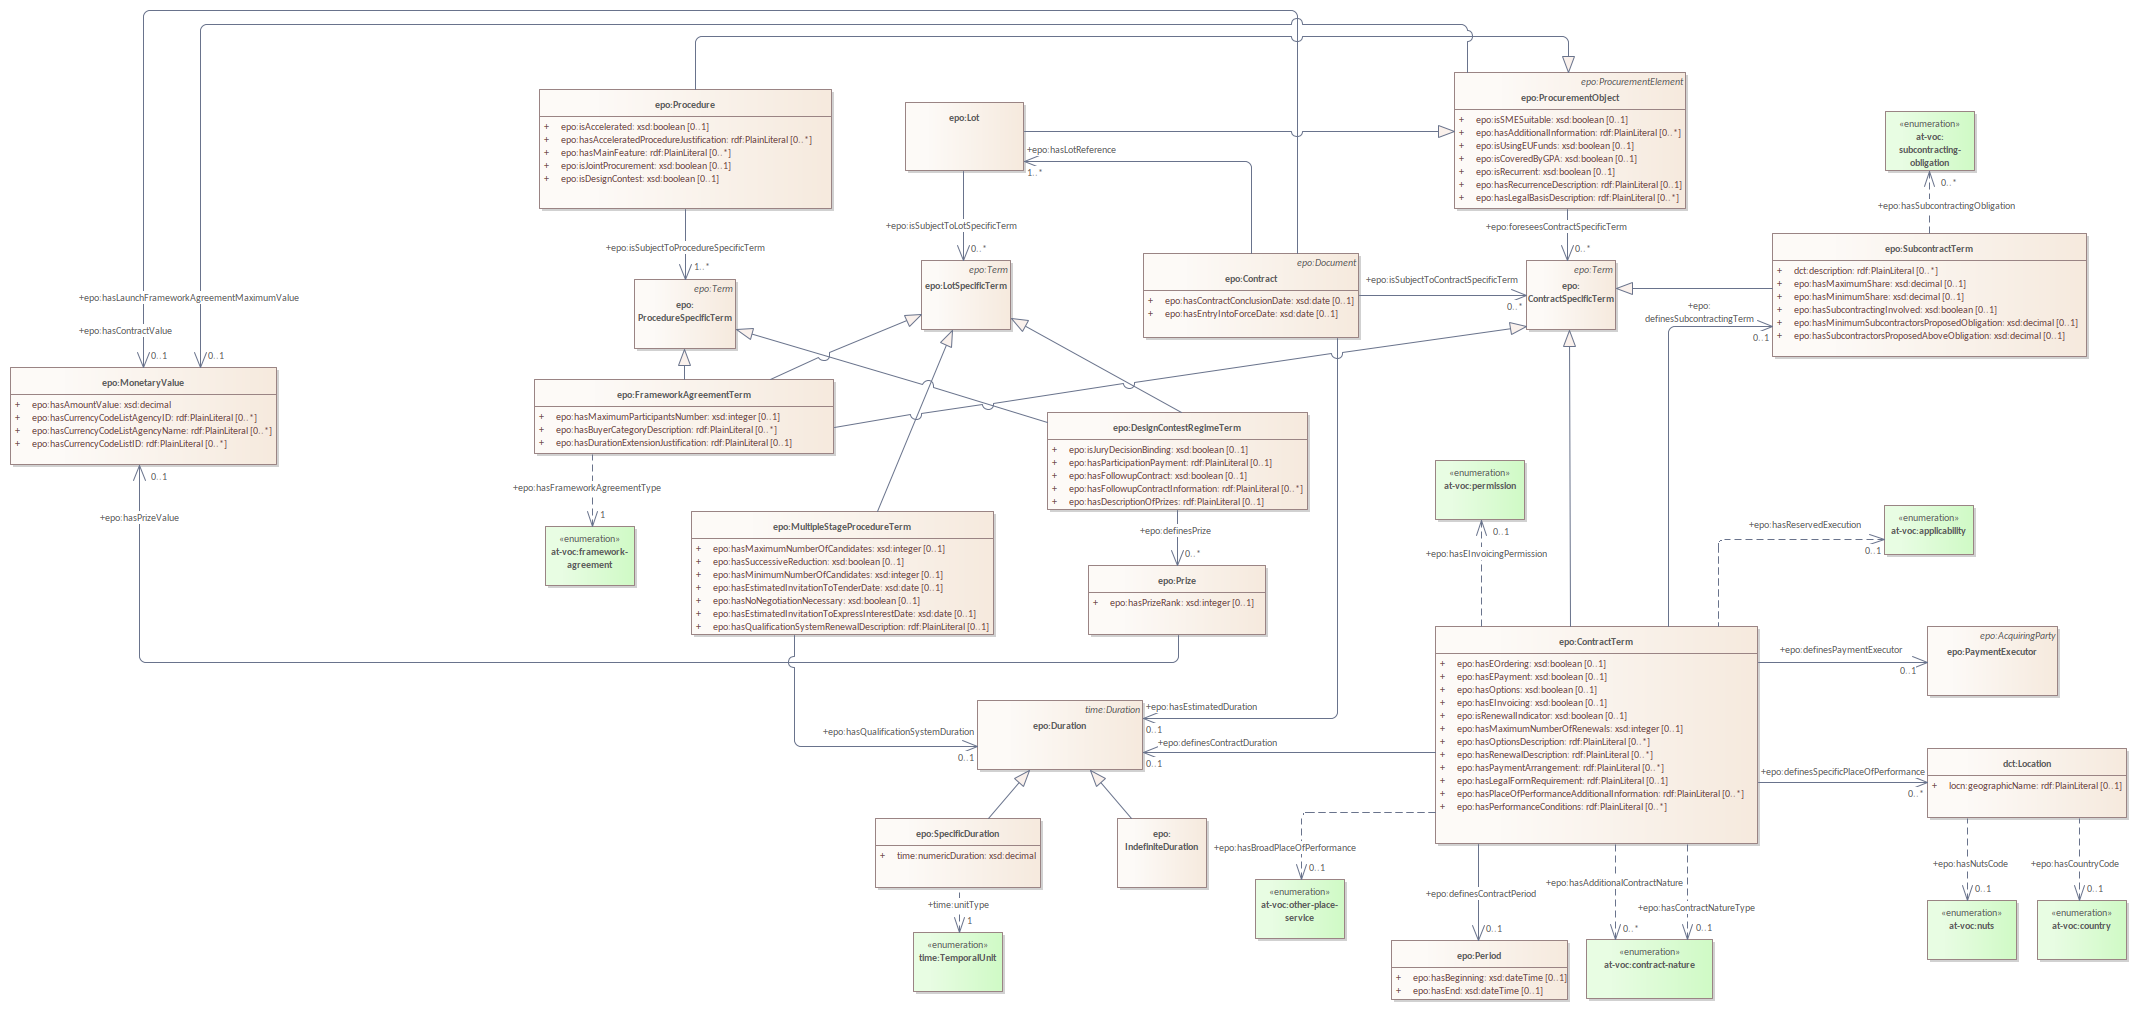 epo:Procedure
+ epo:isAccelerated: xsd:boolean [0..1]
+ epo:hasAcceleratedProcedureJustification: rdf:PlainLiteral [0..*]
+ epo:hasMainFeature: rdf:PlainLiteral [0..*]
+ epo:isJointProcurement: xsd:boolean [0..1]
+ epo:isDesignContest: xsd:boolean [0..1]
epo:Lot
epo:ProcurementElement
epo:ProcurementObject
+ epo:isSMESuitable: xsd:boolean [0..1]
+ epo:hasAdditionalInformation: rdf:PlainLiteral [0..*]
+ epo:isUsingEUFunds: xsd:boolean [0..1]
+ epo:isCoveredByGPA: xsd:boolean [0..1]
+ epo:isRecurrent: xsd:boolean [0..1]
+ epo:hasRecurrenceDescription: rdf:PlainLiteral [0..1]
+ epo:hasLegalBasisDescription: rdf:PlainLiteral [0..*]
«enumeration»
at-voc:
subcontracting-
obligation
0..*
+epo:hasSubcontractingObligation
+epo:hasLotReference
1..*
+epo:isSubjectToProcedureSpecificTerm
1..*
+epo:isSubjectToLotSpecificTerm
0..*
+epo:foreseesContractSpecificTerm
0..*
epo:Term
epo:
ProcedureSpecificTerm
epo:Term
epo:LotSpecificTerm
epo:Document
epo:Contract
+ epo:hasContractConclusionDate: xsd:date [0..1]
+ epo:hasEntryIntoForceDate: xsd:date [0..1]
+epo:isSubjectToContractSpecificTerm
0..*
epo:Term
epo:
ContractSpecificTerm
epo:SubcontractTerm
+ dct:description: rdf:PlainLiteral [0..*]
+ epo:hasMaximumShare: xsd:decimal [0..1]
+ epo:hasMinimumShare: xsd:decimal [0..1]
+ epo:hasSubcontractingInvolved: xsd:boolean [0..1]
+ epo:hasMinimumSubcontractorsProposedObligation: xsd:decimal [0..1]
+ epo:hasSubcontractorsProposedAboveObligation: xsd:decimal [0..1]
+epo:
definesSubcontractingTerm
0..1
+epo:hasLaunchFrameworkAgreementMaximumValue
+epo:hasContractValue
0..1
0..1
epo:MonetaryValue
+ epo:hasAmountValue: xsd:decimal
+ epo:hasCurrencyCodeListAgencyID: rdf:PlainLiteral [0..*]
+ epo:hasCurrencyCodeListAgencyName: rdf:PlainLiteral [0..*]
+ epo:hasCurrencyCodeListID: rdf:PlainLiteral [0..*]
0..1
+epo:hasPrizeValue
epo:FrameworkAgreementTerm
+ epo:hasMaximumParticipantsNumber: xsd:integer [0..1]
+ epo:hasBuyerCategoryDescription: rdf:PlainLiteral [0..*]
+ epo:hasDurationExtensionJustification: rdf:PlainLiteral [0..1]
+epo:hasFrameworkAgreementType
1
«enumeration»
at-voc:framework-
agreement
epo:DesignContestRegimeTerm
+ epo:isJuryDecisionBinding: xsd:boolean [0..1]
+ epo:hasParticipationPayment: rdf:PlainLiteral [0..1]
+ epo:hasFollowupContract: xsd:boolean [0..1]
+ epo:hasFollowupContractInformation: rdf:PlainLiteral [0..*]
+ epo:hasDescriptionOfPrizes: rdf:PlainLiteral [0..1]
+epo:definesPrize
0..*
epo:Prize
+ epo:hasPrizeRank: xsd:integer [0..1]
epo:MultipleStageProcedureTerm
+ epo:hasMaximumNumberOfCandidates: xsd:integer [0..1]
+ epo:hasSuccessiveReduction: xsd:boolean [0..1]
+ epo:hasMinimumNumberOfCandidates: xsd:integer [0..1]
+ epo:hasEstimatedInvitationToTenderDate: xsd:date [0..1]
+ epo:hasNoNegotiationNecessary: xsd:boolean [0..1]
+ epo:hasEstimatedInvitationToExpressInterestDate: xsd:date [0..1]
+ epo:hasQualificationSystemRenewalDescription: rdf:PlainLiteral [0..1]
«enumeration»
at-voc:permission
0..1
+epo:hasEInvoicingPermission
+epo:hasReservedExecution
0..1
«enumeration»
at-voc:applicability
epo:ContractTerm
+ epo:hasEOrdering: xsd:boolean [0..1]
+ epo:hasEPayment: xsd:boolean [0..1]
+ epo:hasOptions: xsd:boolean [0..1]
+ epo:hasEInvoicing: xsd:boolean [0..1]
+ epo:isRenewalIndicator: xsd:boolean [0..1]
+ epo:hasMaximumNumberOfRenewals: xsd:integer [0..1]
+ epo:hasOptionsDescription: rdf:PlainLiteral [0..*]
+ epo:hasRenewalDescription: rdf:PlainLiteral [0..*]
+ epo:hasPaymentArrangement: rdf:PlainLiteral [0..*]
+ epo:hasLegalFormRequirement: rdf:PlainLiteral [0..1]
+ epo:hasPlaceOfPerformanceAdditionalInformation: rdf:PlainLiteral [0..*]
+ epo:hasPerformanceConditions: rdf:PlainLiteral [0..*]
+epo:definesPaymentExecutor
0..1
epo:AcquiringParty
epo:PaymentExecutor
+epo:hasQualificationSystemDuration
0..1
time:Duration
epo:Duration
+epo:hasEstimatedDuration
0..1
+epo:definesContractDuration
0..1
+epo:definesSpecificPlaceOfPerformance
0..*
dct:Location
+ locn:geographicName: rdf:PlainLiteral [0..1]
epo:SpecificDuration
+ time:numericDuration: xsd:decimal
epo:
IndefiniteDuration
+time:unitType
1
«enumeration»
time:TemporalUnit
+epo:hasBroadPlaceOfPerformance
0..1
«enumeration»
at-voc:other-place-
service
+epo:definesContractPeriod
0..1
epo:Period
+ epo:hasBeginning: xsd:dateTime [0..1]
+ epo:hasEnd: xsd:dateTime [0..1]
+epo:hasAdditionalContractNature
0..*
+epo:hasContractNatureType
0..1
«enumeration»
at-voc:contract-nature
+epo:hasNutsCode
0..1
+epo:hasCountryCode
0..1
«enumeration»
at-voc:nuts
«enumeration»
at-voc:country